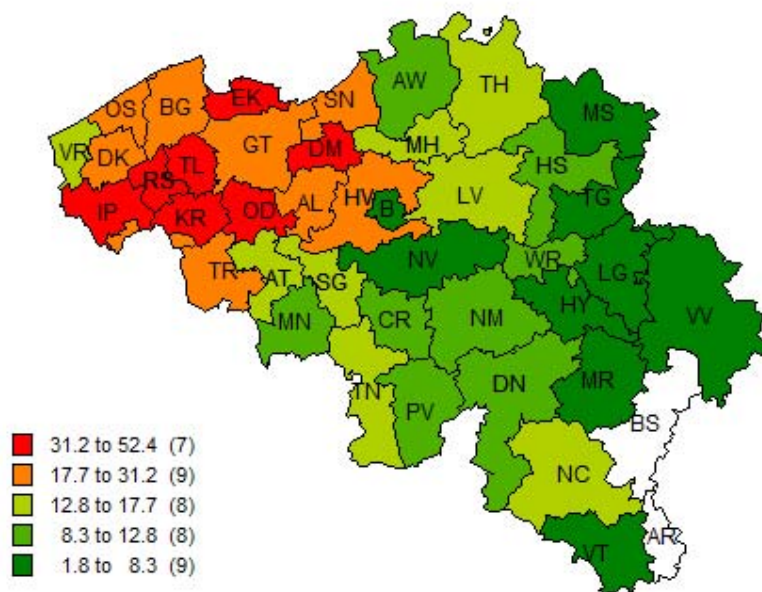 AW
TH
EK
SN
OS
BG
MS
VR
DK
GT
DM
MH
HS
RS
TL
AL
HV
B
LV
TG
IP
KR
OD
NV
WR
LG
TR
AT
SG
HY
VV
MN
CR
NM
MR
TN
PV
DN
BS
NC
AR
VT
31.2 to 52.4 (7)
17.7 to 31.2 (9)
12.8 to 17.7 (8)
8.3 to 12.8 (8)
1.8 to 8.3 (9)